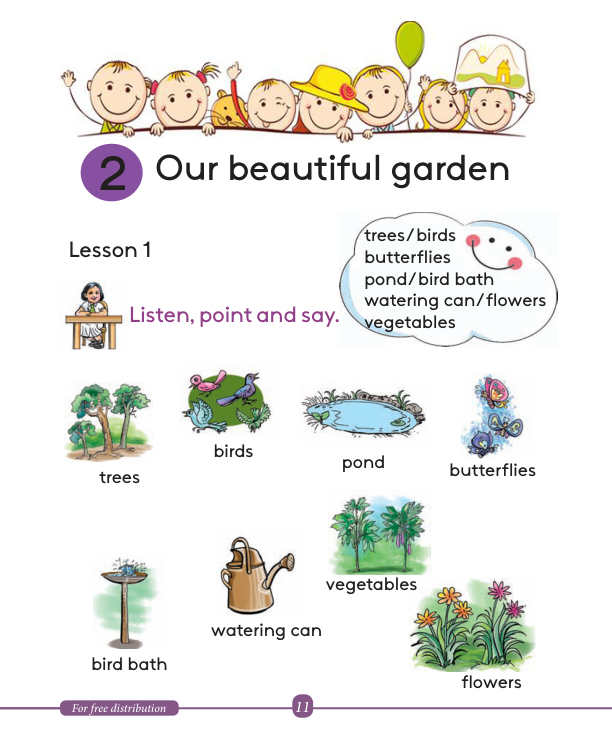 2 Our beautiful garden
Lesson 1
trees/birds
butterflies
pond/bird bath
watering can/flowers
vegetables
Listen, point and say.
trees
birds
pond
butterflies
bird bath
watering can
vegetables
flowers
For free distribution
11